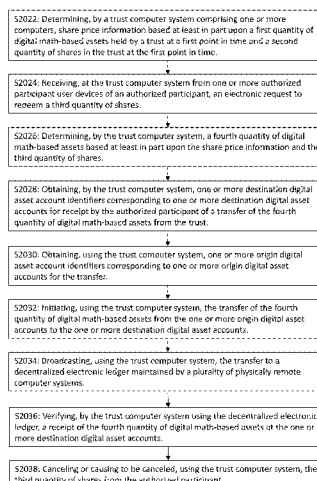 S2022: Determining, by a trust computer system comprising one or more
computers, share price information based at least in part upon a first quantity of
digital math-based assets held by a trust at a first point in time and a second
quantity of shares in the trust at the first point in time.
S2024: Receiving, at the trust computer system from one or more authorized
participant user devices of an authorized participant, an electronic request to
redeem a third quantity of shares.
S2026: Determining, by the trust computer system, a fourth quantity of digital
math-based assets based at least in part upon the share price information and the
third quantity of shares.
S2028: Obtaining, by the trust computer system, one or more destination digital
asset account identifiers corresponding to one or more destination digital asset
accounts for receipt by the authorized participant of a transfer of the fourth
quantity of digital math-based assets from the trust.
S2030: Obtaining, using the trust computer system, one or more origin digital
asset account identifiers corresponding to one or more origin digital asset
accounts for the transfer.
S2032: Initiating, using the trust computer system, the transfer of the fourth
quantity of digital math-based assets from the one or more origin digital asset
accounts to the one or more destination digital asset accounts.
S2034: Broadcasting, using the trust computer system, the transfer to a
decentralized electronic ledger maintained by a plurality of physically remote
computer systems.
S2036: Verifying, by the trust computer system using the decentralized electronic
ledger, a receipt of the fourth quantity of digital math-based assets at the one or
more destination digital asset accounts.
S2038: Canceling or causing to be canceled, using the trust computer system, the
third quantity of shares from the authorized participant.